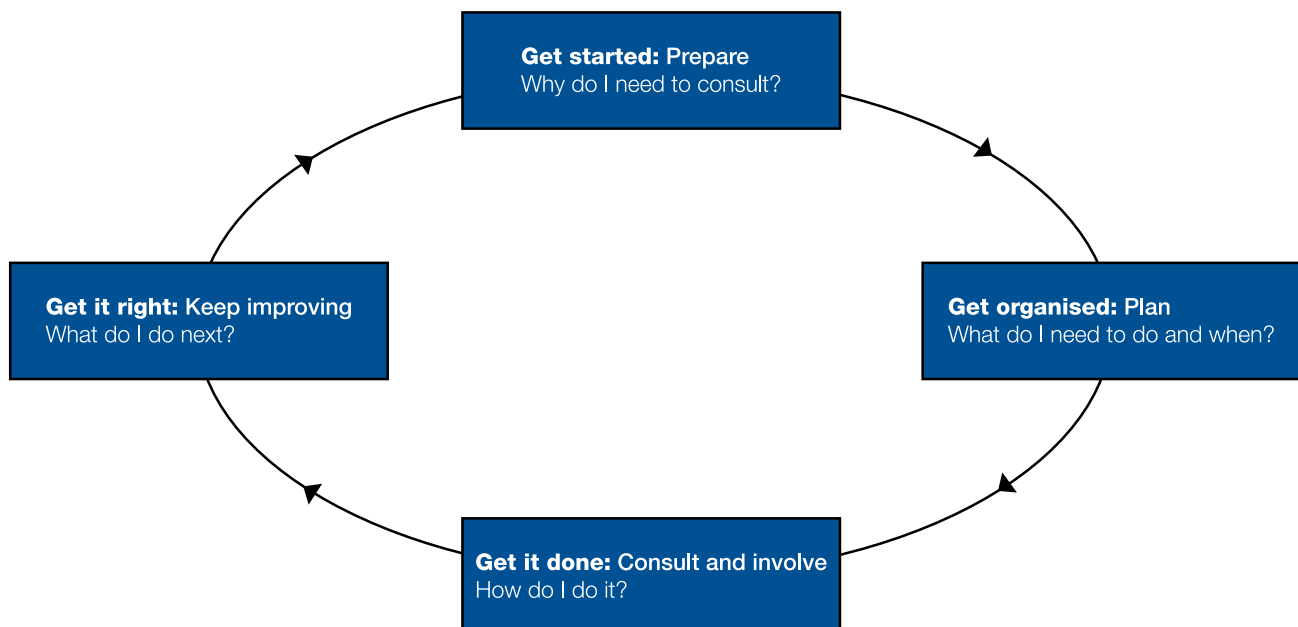 Get started: Prepare
Why do I need to consult?
Get organised: Plan
What do I need to do and when?
Get it done: Consult and involve
How do I do it?
Get it right: Keep improving
What do I do next?